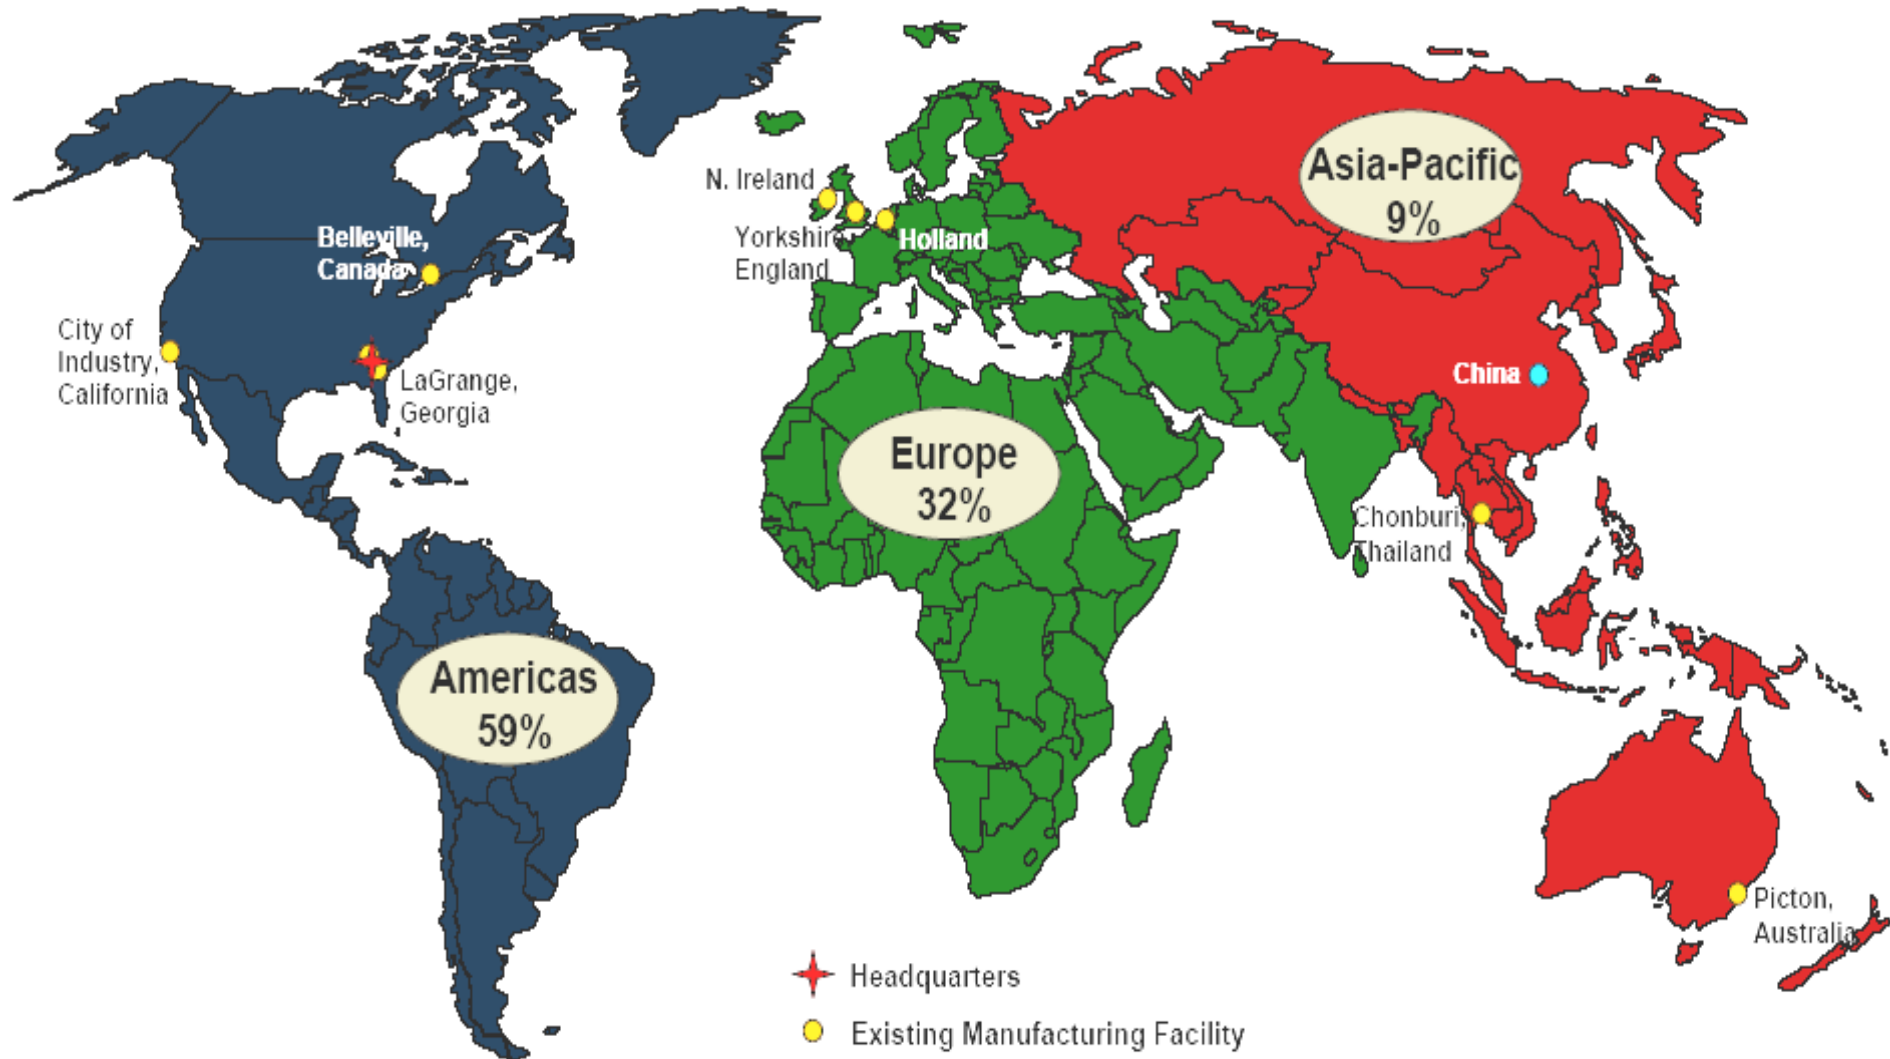 Asia-Pacific
9%
N. Ireland
Yorkshire
England
Holland
Belleville,
Canada
City of
Industry,
California
LaGrange,
Georgia
China
Europe
32%
Chonburi,
Thailand
Americas
59%
Picton,
Australia
Headquarters
Existing Manufacturing Facility